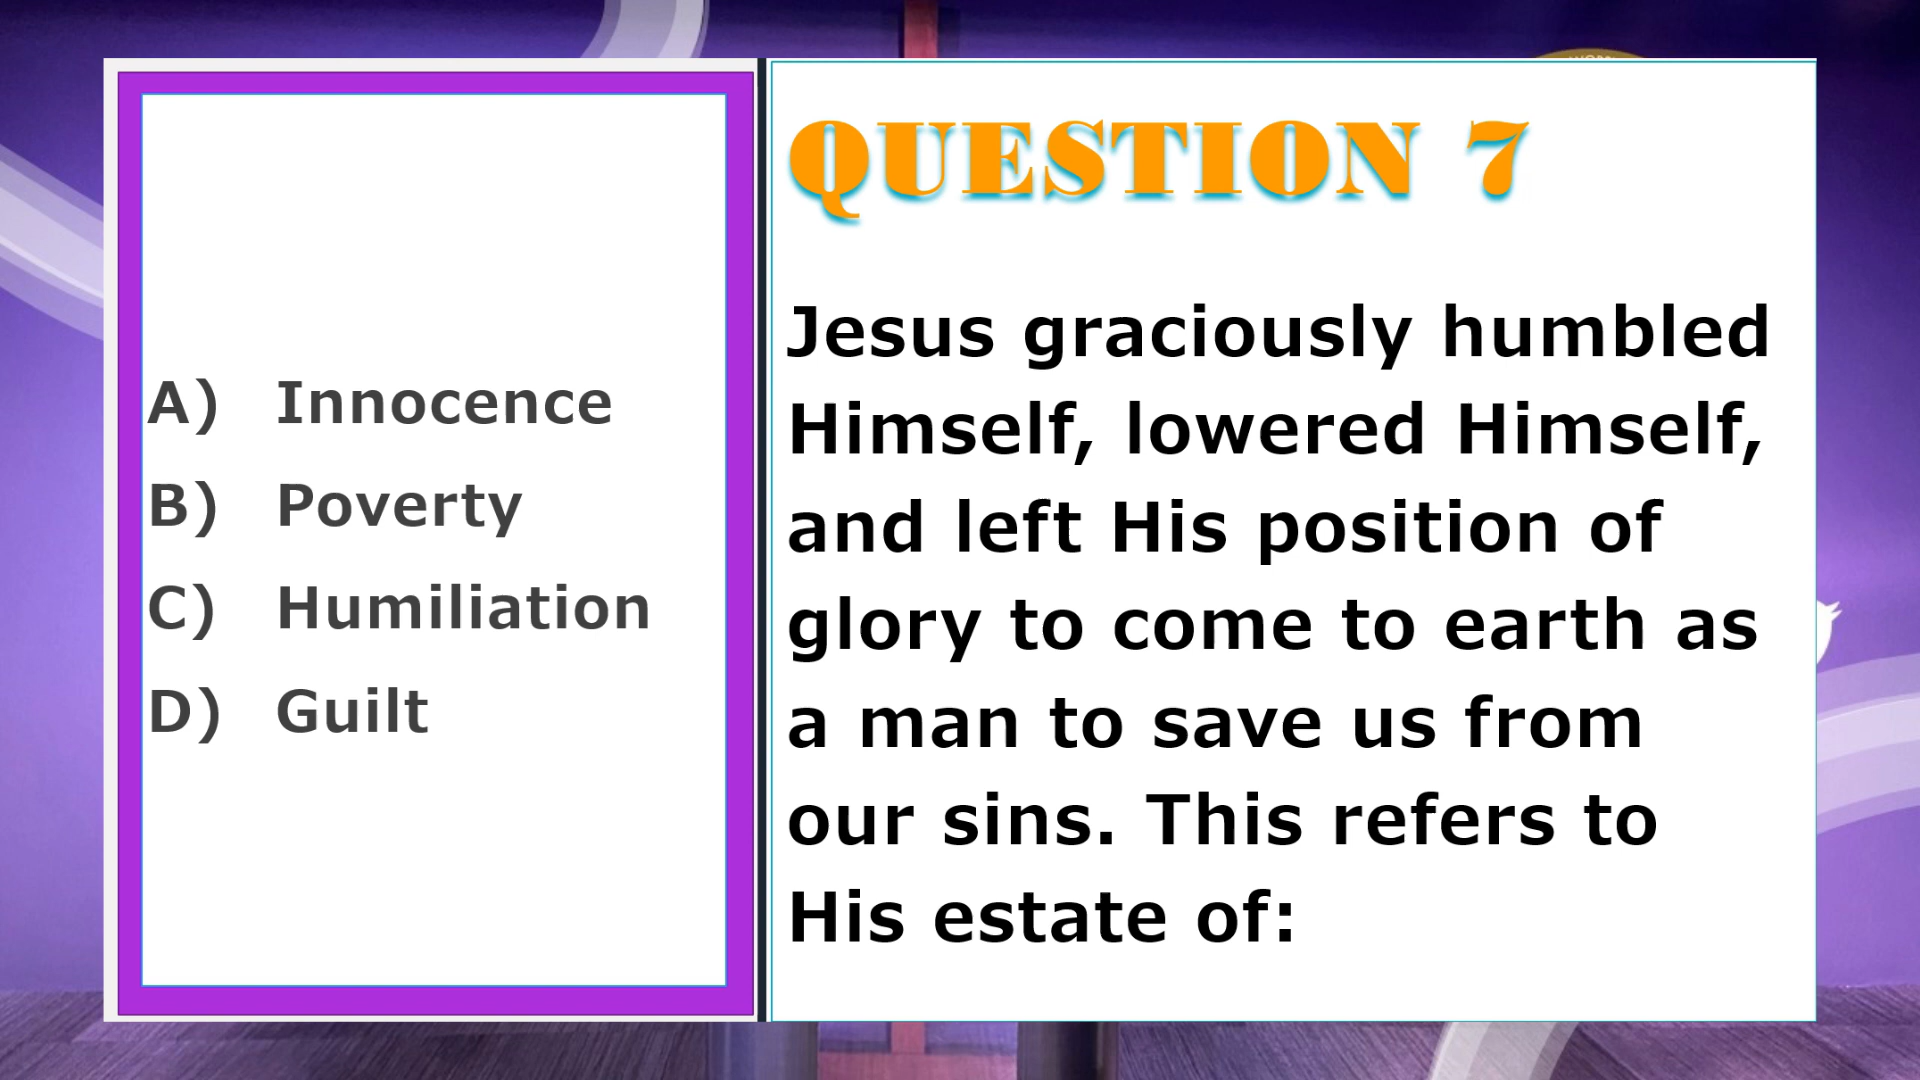 A) Innocence
B) Poverty
C) Humiliation
D) Guilt
QUESTION 7
Jesus graciously humbled
Himself, lowered Himself,
and left His position of
glory to come to earth as
a man to save us from
our sins. This refers to
His estate of: